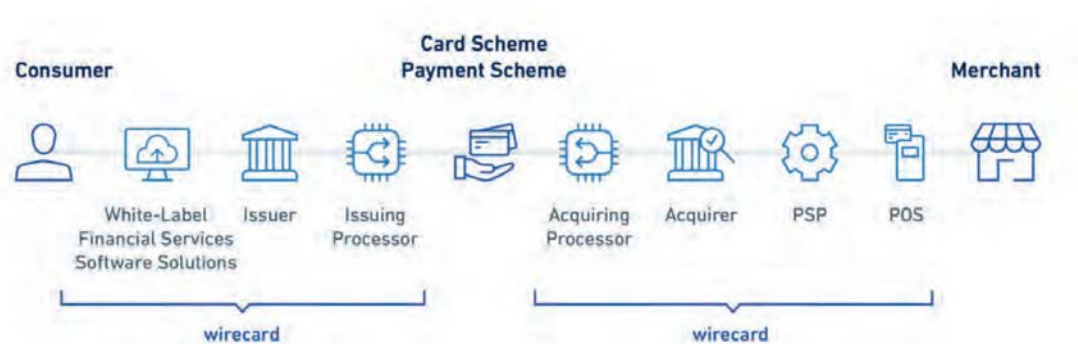 Card Scheme
Consumer
Payment Scheme
Merchant
White-Label
Financial Services
Software Solutions
Issuer
Issuing
Processor
Acquiring
Processor
Acquirer
PSP
POS
wirecard
wirecard